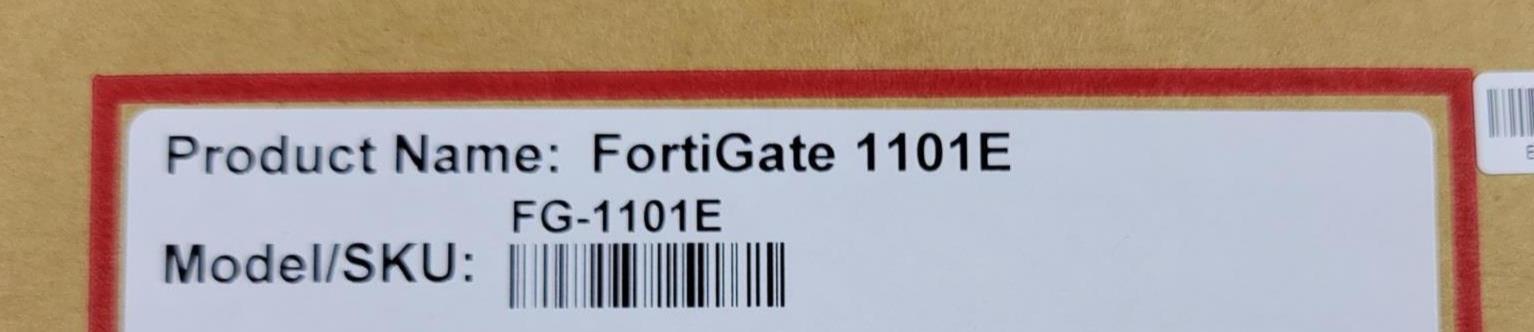 Product Name: FortiGate 1101E
FG-1101E
Model/SKU: